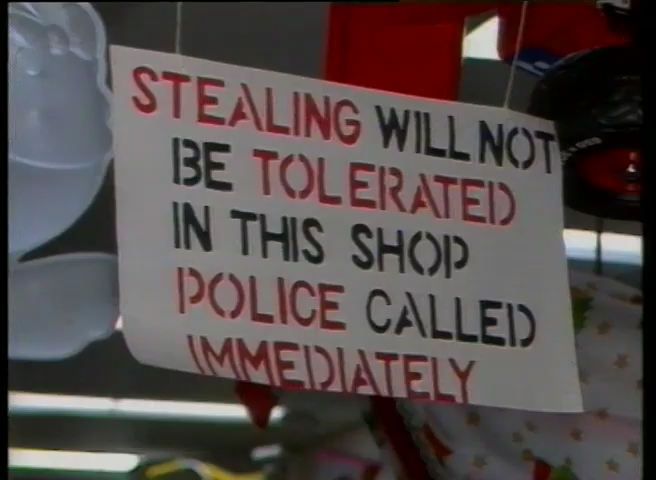 STEALING WILL NOT
BE TOLERATED
IN THIS SHOP
POLICE CALLED
IMMEDIATELY